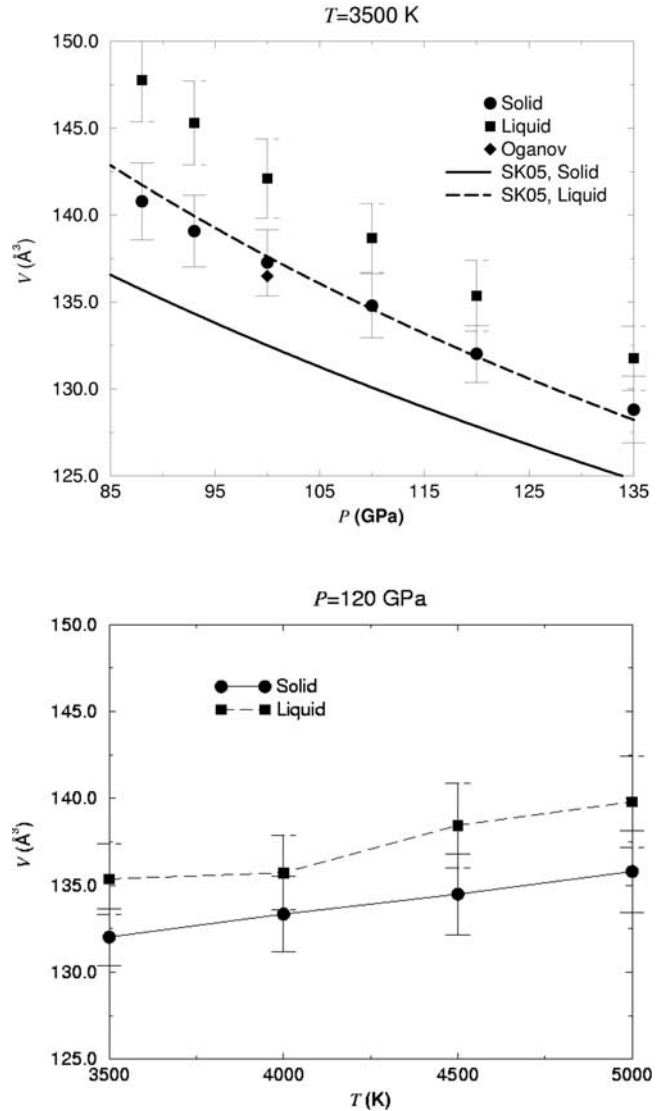 T=3500 K
150.0
145.0
140.0
135.0
130.0
125.0
V (Å³)
Solid
Liquid
Oganov
SK05, Solid
SK05, Liquid
85 95 105 115 125 135
P (GPa)
P=120 GPa
150.0
145.0
140.0
135.0
130.0
125.0
V (Å³)
Solid
Liquid
3500 4000 4500 5000
T (K)